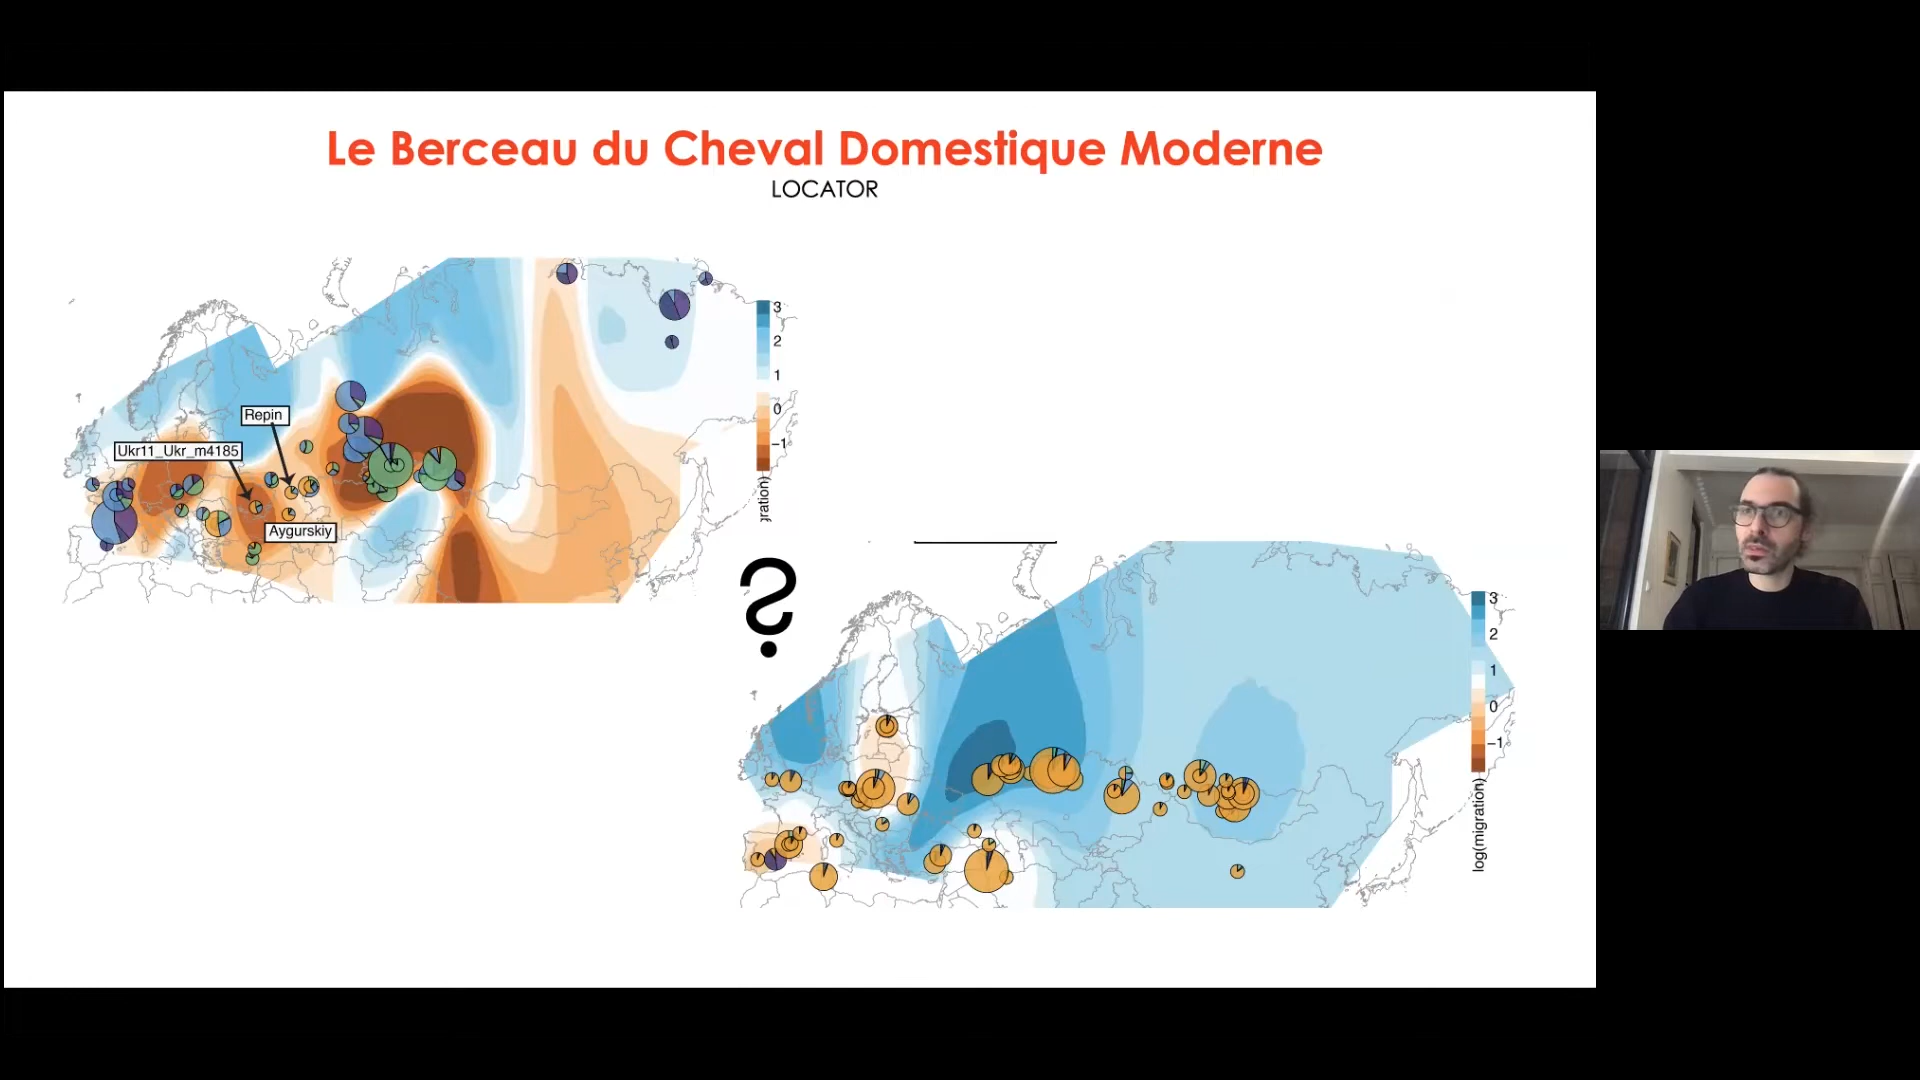 Le Berceau du Cheval Domestique Moderne
LOCATOR
3
2
1
0
−1
gration)
Repin
Ukr11_Ukr_m4185
Aygurskiy
?
3
2
1
0
−1
log(migration)